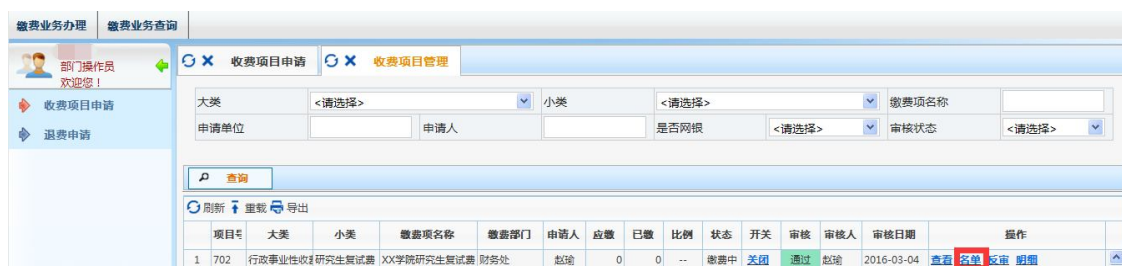 缴费业务办理 缴费业务查询
部门操作员
欢迎您！
收费项目申请
退费申请
收费项目申请 收费项目管理
大类 <请选择> 小类 <请选择> 缴费项名称
申请单位 申请人 是否网银 <请选择> 审核状态 <请选择>
查询
刷新 重载 导出
项目号 大类 小类 缴费项名称 缴费部门 申请人 应缴 已缴 比例 状态 开关 审核 审核人 审核日期 操作
1 702 行政事业性收费 研究生复试费 XX学院研究生复试费 财务处 赵瑜 0 0 -- 缴费中 关闭 通过 赵瑜 2016-03-04 查看 名单 反审 明细